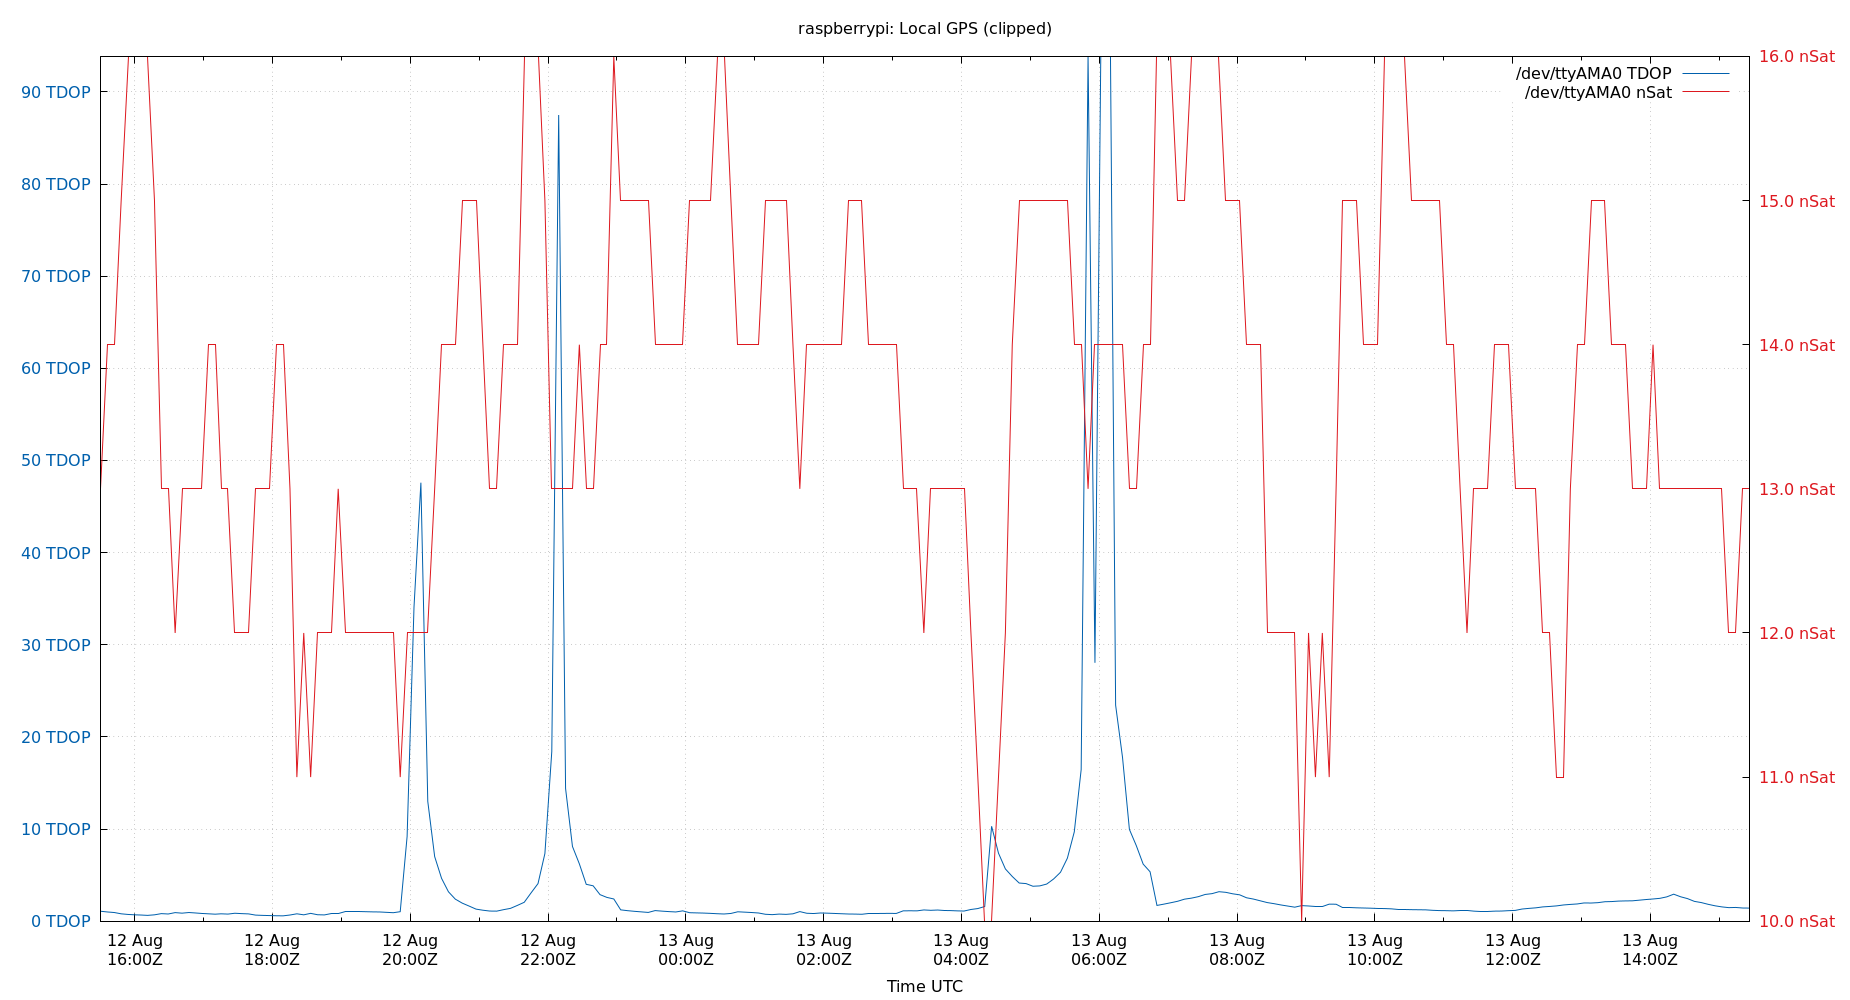 raspberrypi: Local GPS (clipped)
/dev/ttyAMA0 TDOP
/dev/ttyAMA0 nSat
90 TDOP
80 TDOP
70 TDOP
60 TDOP
50 TDOP
40 TDOP
30 TDOP
20 TDOP
10 TDOP
0 TDOP
16.0 nSat
15.0 nSat
14.0 nSat
13.0 nSat
12.0 nSat
11.0 nSat
10.0 nSat
12 Aug
16:00Z
12 Aug
18:00Z
12 Aug
20:00Z
12 Aug
22:00Z
13 Aug
00:00Z
13 Aug
02:00Z
13 Aug
04:00Z
13 Aug
06:00Z
13 Aug
08:00Z
13 Aug
10:00Z
13 Aug
12:00Z
13 Aug
14:00Z
Time UTC